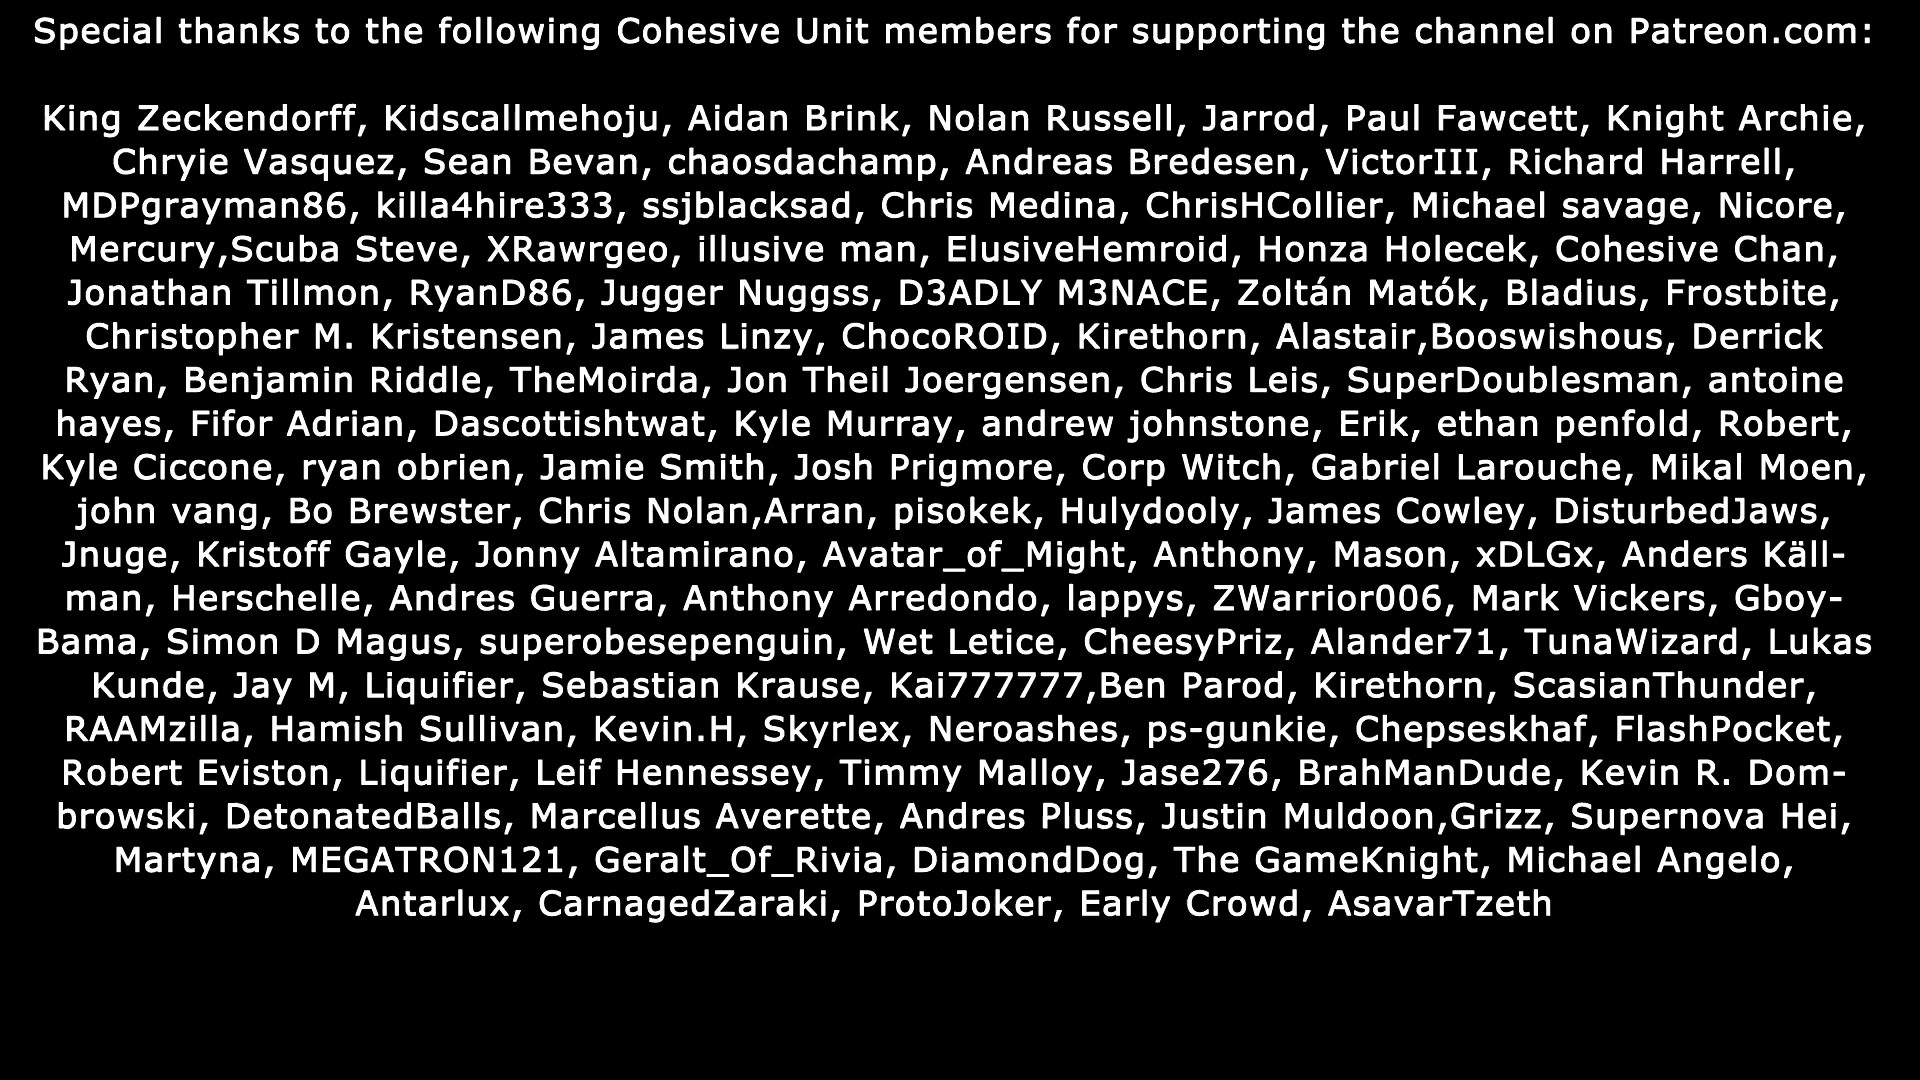 Special thanks to the following Cohesive Unit members for supporting the channel on Patreon.com:
King Zeckendorff, Kidscallmehoju, Aidan Brink, Nolan Russell, Jarrod, Paul Fawcett, Knight Archie,
Chryie Vasquez, Sean Bevan, chaosdachamp, Andreas Bredesen, VictorIII, Richard Harrell,
MDPgrayman86, killa4hire333, ssjblacksad, Chris Medina, ChrisHCollier, Michael savage, Nicore,
Mercury,Scuba Steve, XRawrgeo, illusive man, ElusiveHemroid, Honza Holecek, Cohesive Chan,
Jonathan Tillmon, RyanD86, Jugger Nuggss, D3ADLY M3NACE, Zoltán Matók, Bladius, Frostbite,
Christopher M. Kristensen, James Linzy, ChocoROID, Kirethorn, Alastair,Booswishous, Derrick
Ryan, Benjamin Riddle, TheMoirda, Jon Theil Joergensen, Chris Leis, SuperDoublesman, antoine
hayes, Fifor Adrian, Dascottishtwat, Kyle Murray, andrew johnstone, Erik, ethan penfold, Robert,
Kyle Ciccone, ryan obrien, Jamie Smith, Josh Prigmore, Corp Witch, Gabriel Larouche, Mikal Moen,
john vang, Bo Brewster, Chris Nolan,Arran, pisokek, Hulydooly, James Cowley, DisturbedJaws,
Jnuge, Kristoff Gayle, Jonny Altamirano, Avatar_of_Might, Anthony, Mason, xDLGx, Anders Käll-
man, Herschelle, Andres Guerra, Anthony Arredondo, lappys, ZWarrior006, Mark Vickers, Gboy-
Bama, Simon D Magus, superobesepenguin, Wet Letice, CheesyPriz, Alander71, TunaWizard, Lukas
Kunde, Jay M, Liquifier, Sebastian Krause, Kai777777,Ben Parod, Kirethorn, ScasianThunder,
RAAMzilla, Hamish Sullivan, Kevin.H, Skyrlex, Neroashes, ps-gunkie, Chepseskhaf, FlashPocket,
Robert Eviston, Liquifier, Leif Hennessey, Timmy Malloy, Jase276, BrahManDude, Kevin R. Dom-
browski, DetonatedBalls, Marcellus Averette, Andres Pluss, Justin Muldoon,Grizz, Supernova Hei,
Martyna, MEGATRON121, Geralt_Of_Rivia, DiamondDog, The GameKnight, Michael Angelo,
Antarlux, CarnagedZaraki, ProtoJoker, Early Crowd, AsavarTzeth